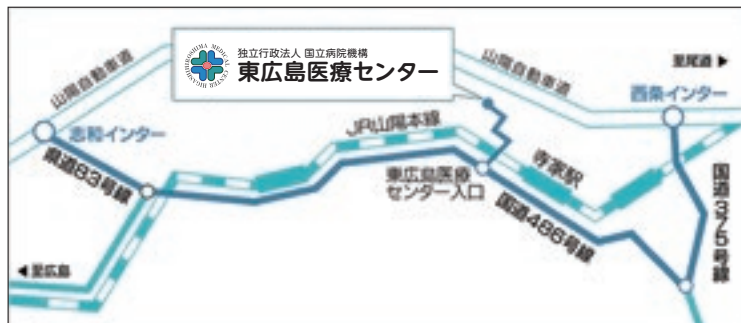 HIGASHIHIROSHIMA MEDICAL CENTER
独立行政法人 国立病院機構
東広島医療センター
山陽自動車道
山陽自動車道
至尾道▶
西条インター
志和インター
県道83号線
JR山陽本線
東広島医療
センター入口
寺家駅
国道486号線
国道375号線
◀至広島